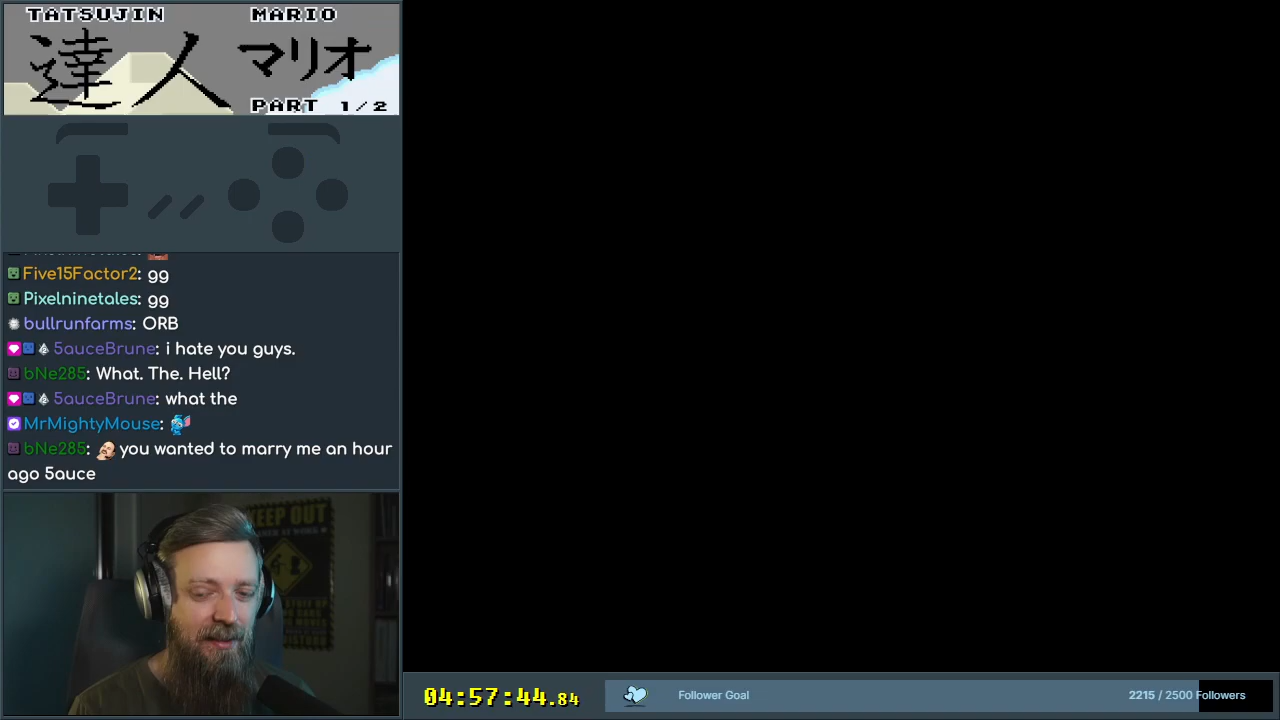 TATSUJIN MARIO
達人 マリオ
PART 1/2
Five15Factor2: gg
Pixelninetales: gg
bullrunfarms: ORB
5auceBrune: i hate you guys.
bNe285: What. The. Hell?
5auceBrune: what the
MrMightyMouse:
bNe285: you wanted to marry me an hour
ago 5auce
KEEP OUT
04:57:44.84
Follower Goal
2215 / 2500 Followers